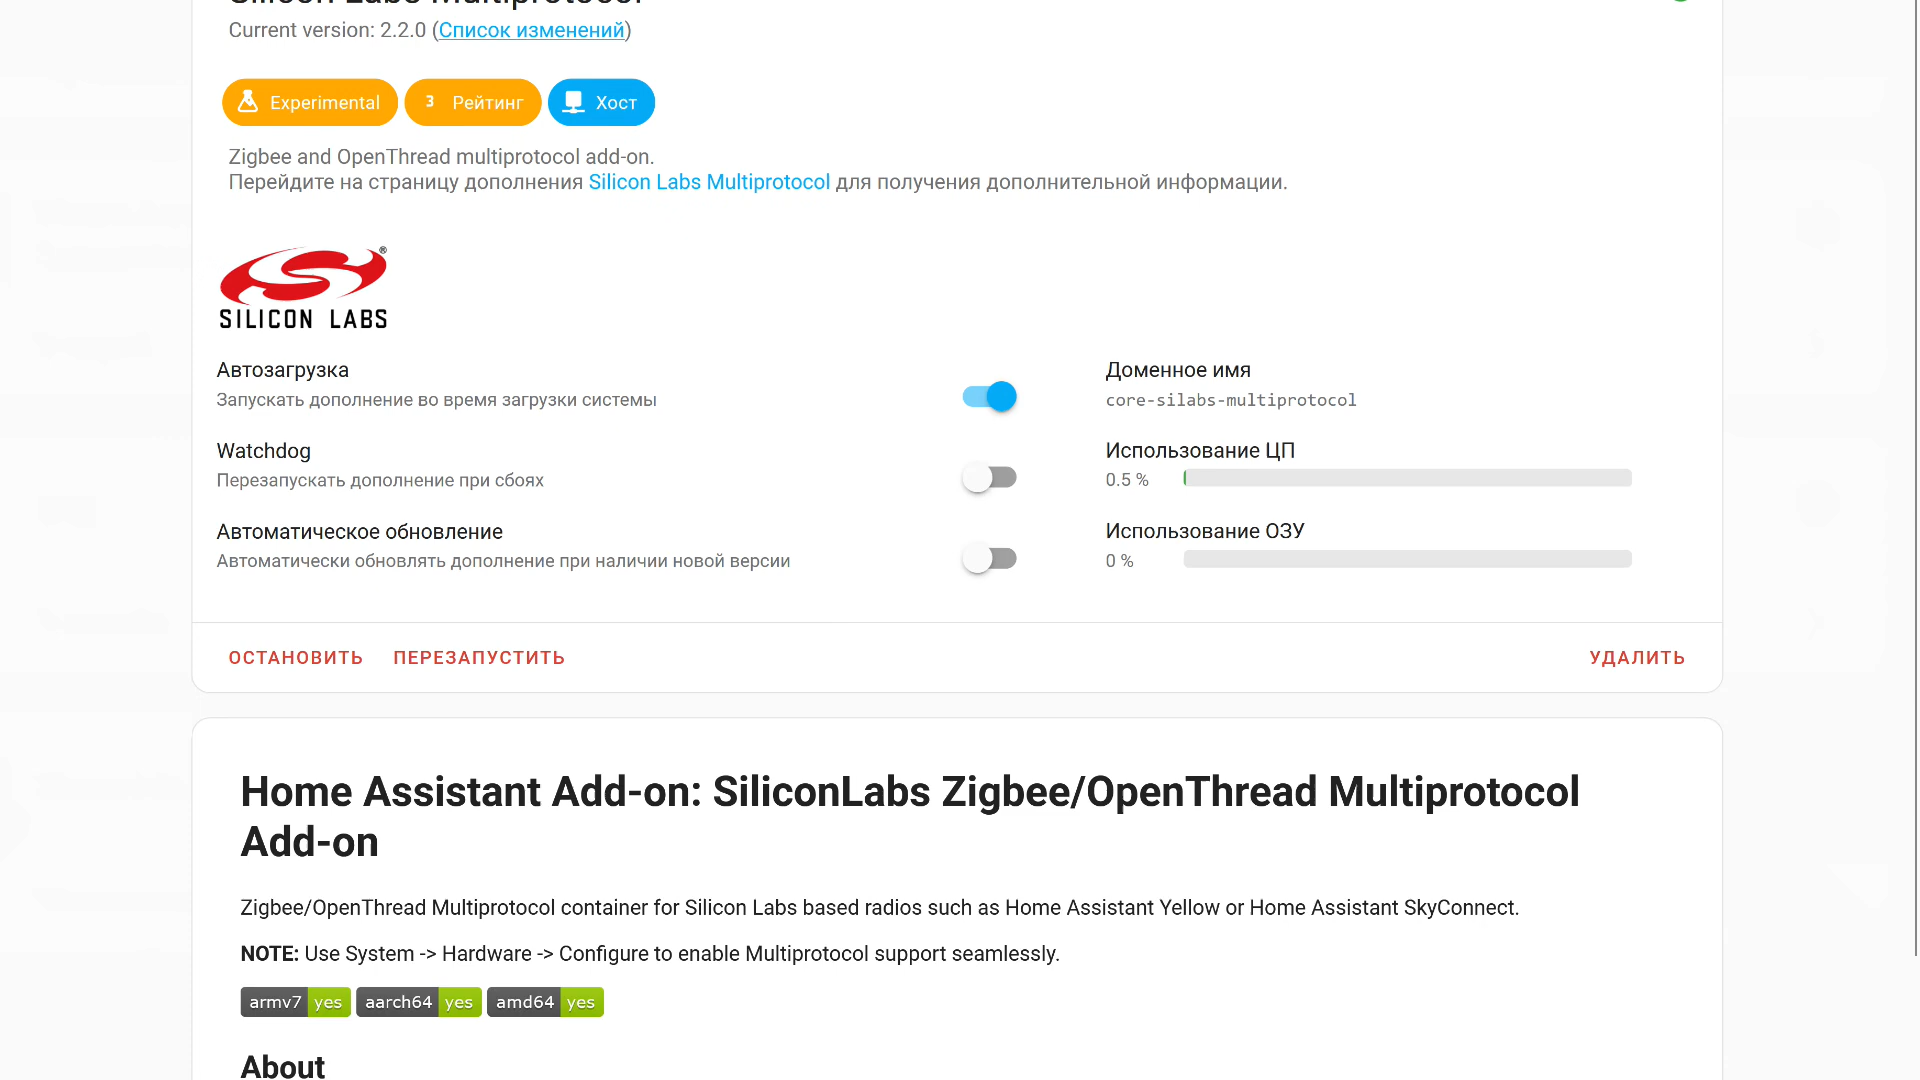 Silicon Labs Multiprotocol
Current version: 2.2.0 (Список изменений)
Experimental
3 Рейтинг
Хост
Zigbee and OpenThread multiprotocol add-on.
Перейдите на страницу дополнения Silicon Labs Multiprotocol для получения дополнительной информации.
®
SILICON LABS
Автозагрузка
Запускать дополнение во время загрузки системы
Доменное имя
core-silabs-multiprotocol
Watchdog
Перезапускать дополнение при сбоях
Использование ЦП
0.5 %
Автоматическое обновление
Автоматически обновлять дополнение при наличии новой версии
Использование ОЗУ
0 %
ОСТАНОВИТЬ ПЕРЕЗАПУСТИТЬ УДАЛИТЬ
Home Assistant Add-on: SiliconLabs Zigbee/OpenThread Multiprotocol
Add-on
Zigbee/OpenThread Multiprotocol container for Silicon Labs based radios such as Home Assistant Yellow or Home Assistant SkyConnect.
NOTE: Use System -> Hardware -> Configure to enable Multiprotocol support seamlessly.
armv7 yes aarch64 yes amd64 yes
About